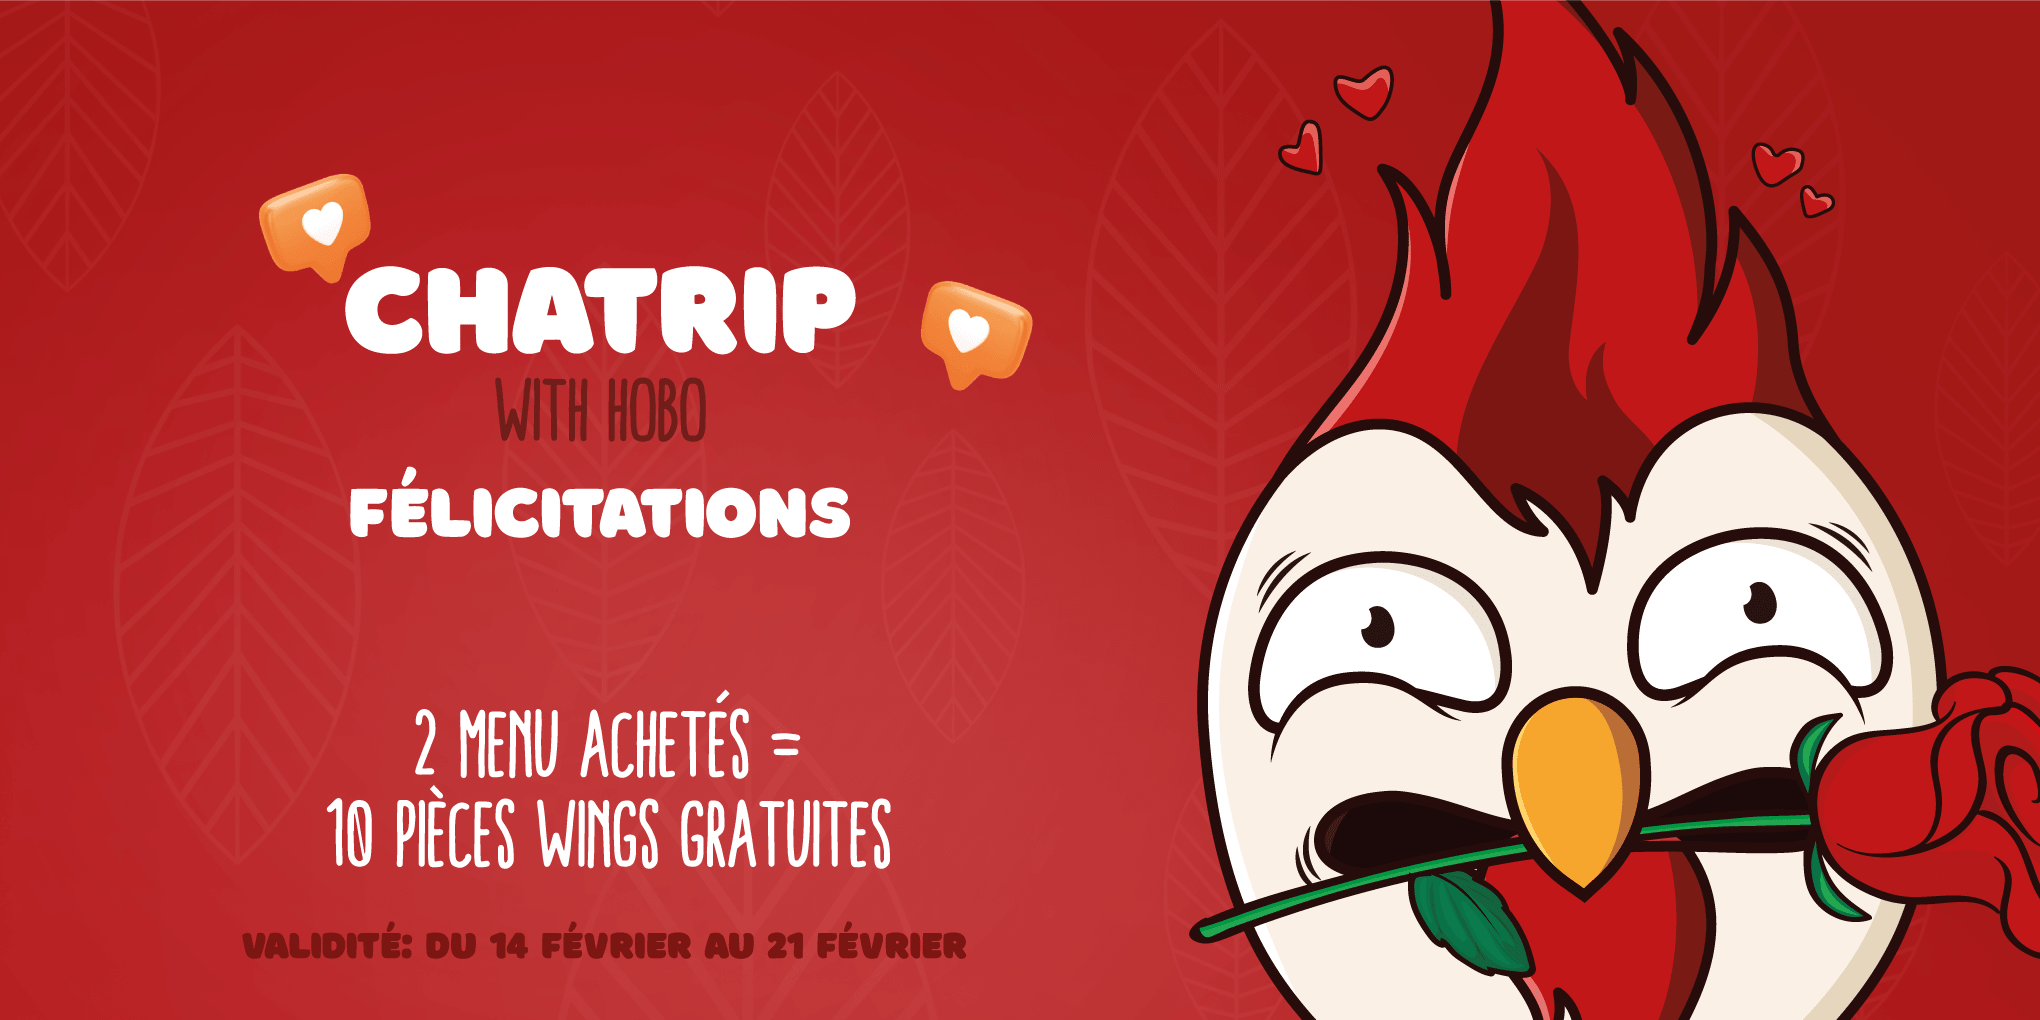 CHATRIP
WITH HOBO
FÉLICITATIONS
2 MENU ACHETÉS =
10 PIÈCES WINGS GRATUITES
VALIDITÉ: DU 14 FÉVRIER AU 21 FÉVRIER